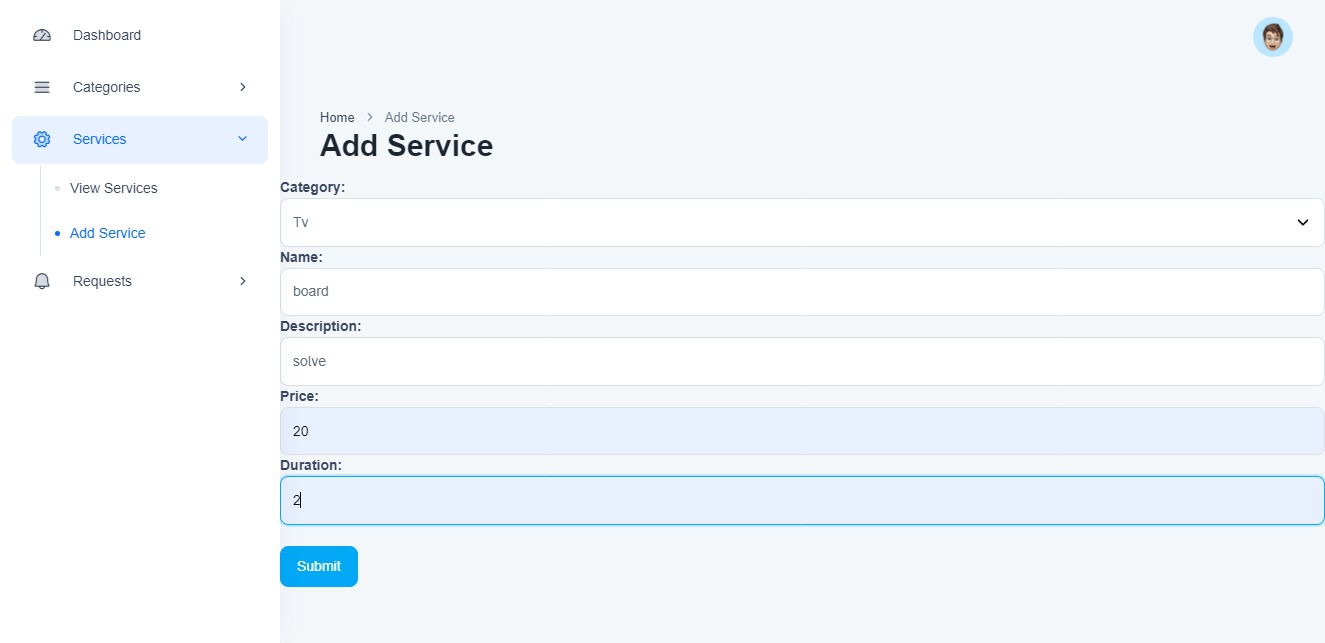 Dashboard
Categories
Services
View Services
Add Service
Requests
Home > Add Service
Add Service
Category:
Tv
Name:
board
Description:
solve
Price:
20
Duration:
2
Submit